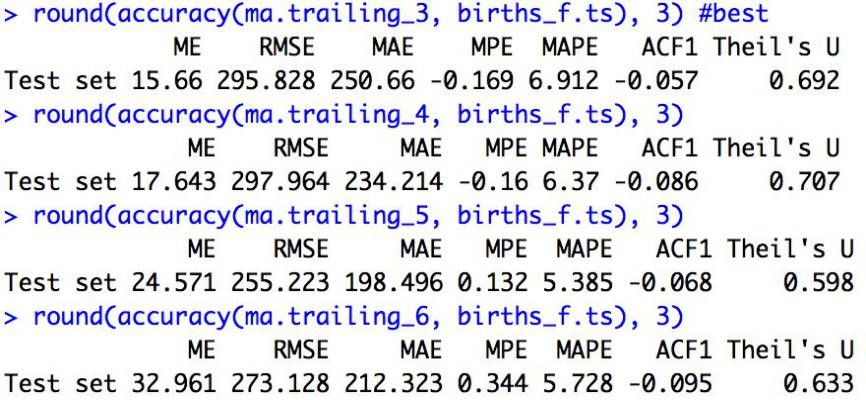 > round(accuracy(ma.trailing_3, births_f.ts), 3) #best
ME RMSE MAE MPE MAPE ACF1 Theil's U
Test set 15.66 295.828 250.66 -0.169 6.912 -0.057 0.692
> round(accuracy(ma.trailing_4, births_f.ts), 3)
ME RMSE MAE MPE MAPE ACF1 Theil's U
Test set 17.643 297.964 234.214 -0.16 6.37 -0.086 0.707
> round(accuracy(ma.trailing_5, births_f.ts), 3)
ME RMSE MAE MPE MAPE ACF1 Theil's U
Test set 24.571 255.223 198.496 0.132 5.385 -0.068 0.598
> round(accuracy(ma.trailing_6, births_f.ts), 3)
ME RMSE MAE MPE MAPE ACF1 Theil's U
Test set 32.961 273.128 212.323 0.344 5.728 -0.095 0.633